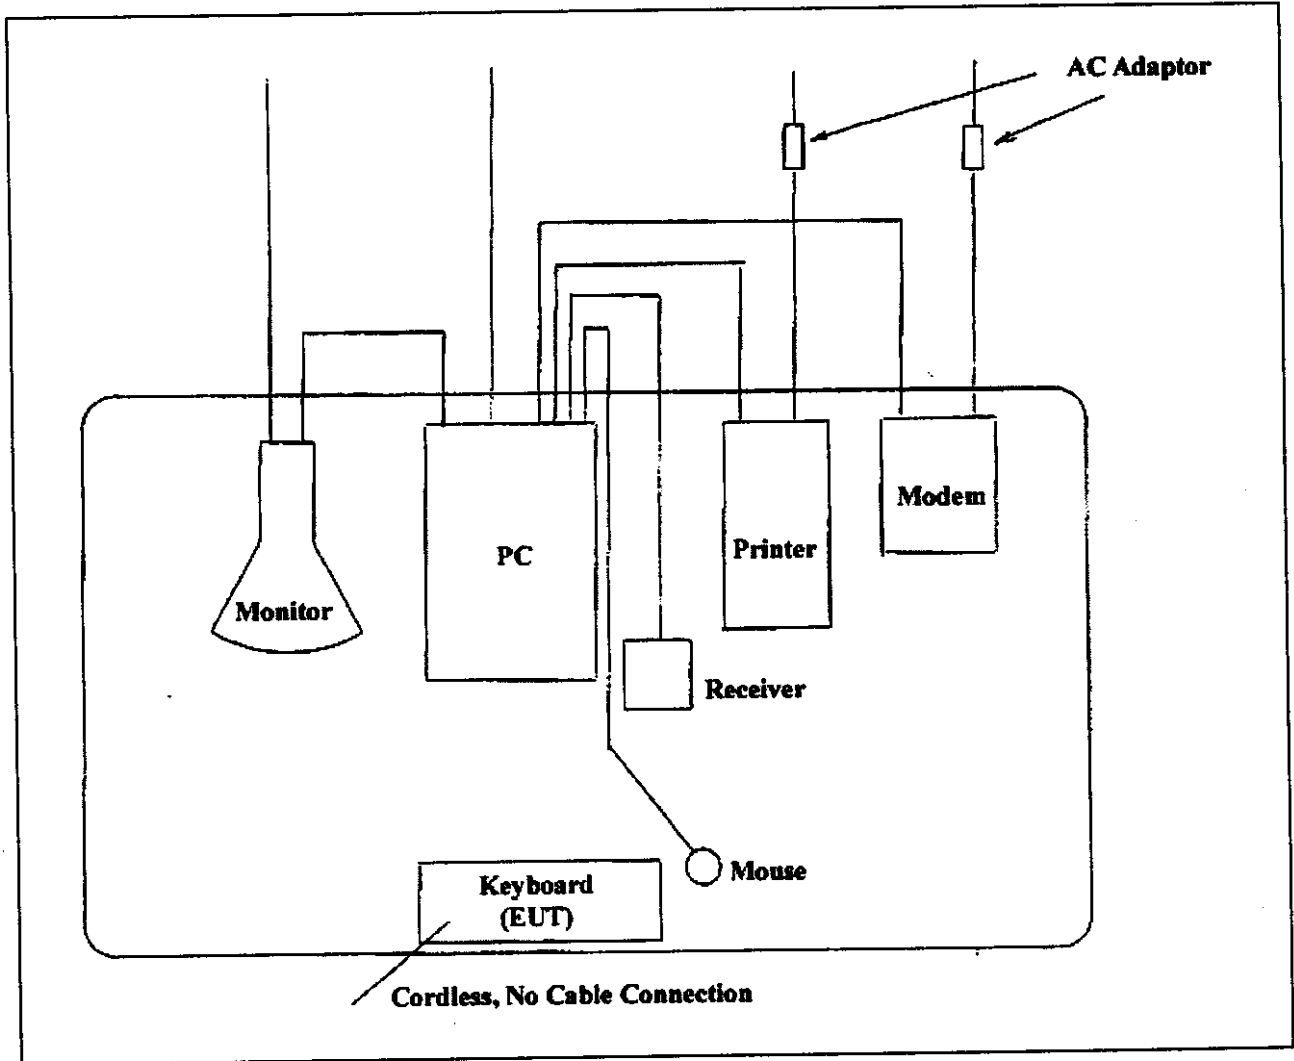 AC Adaptor
Modem
Printer
PC
Monitor
Receiver
Mouse
Keyboard
(EUT)
Cordless, No Cable Connection